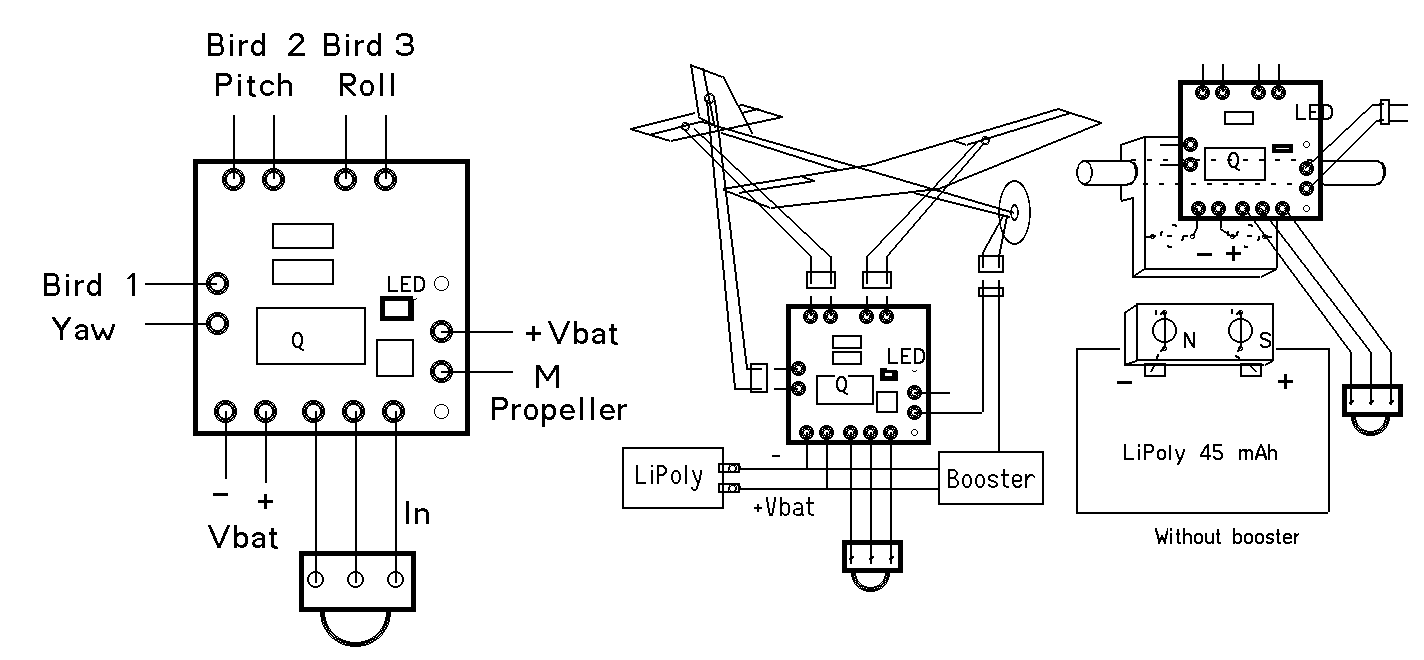 Bird 2 Bird 3
Pitch Roll
Bird 1
Yaw
LED
Q
+Vbat
M
Propeller
- +
Vbat
In
LED
Q
-
LiPoly
+Vbat
Booster
LED
Q
- +
N S
- +
LiPoly 45 mAh
Without booster